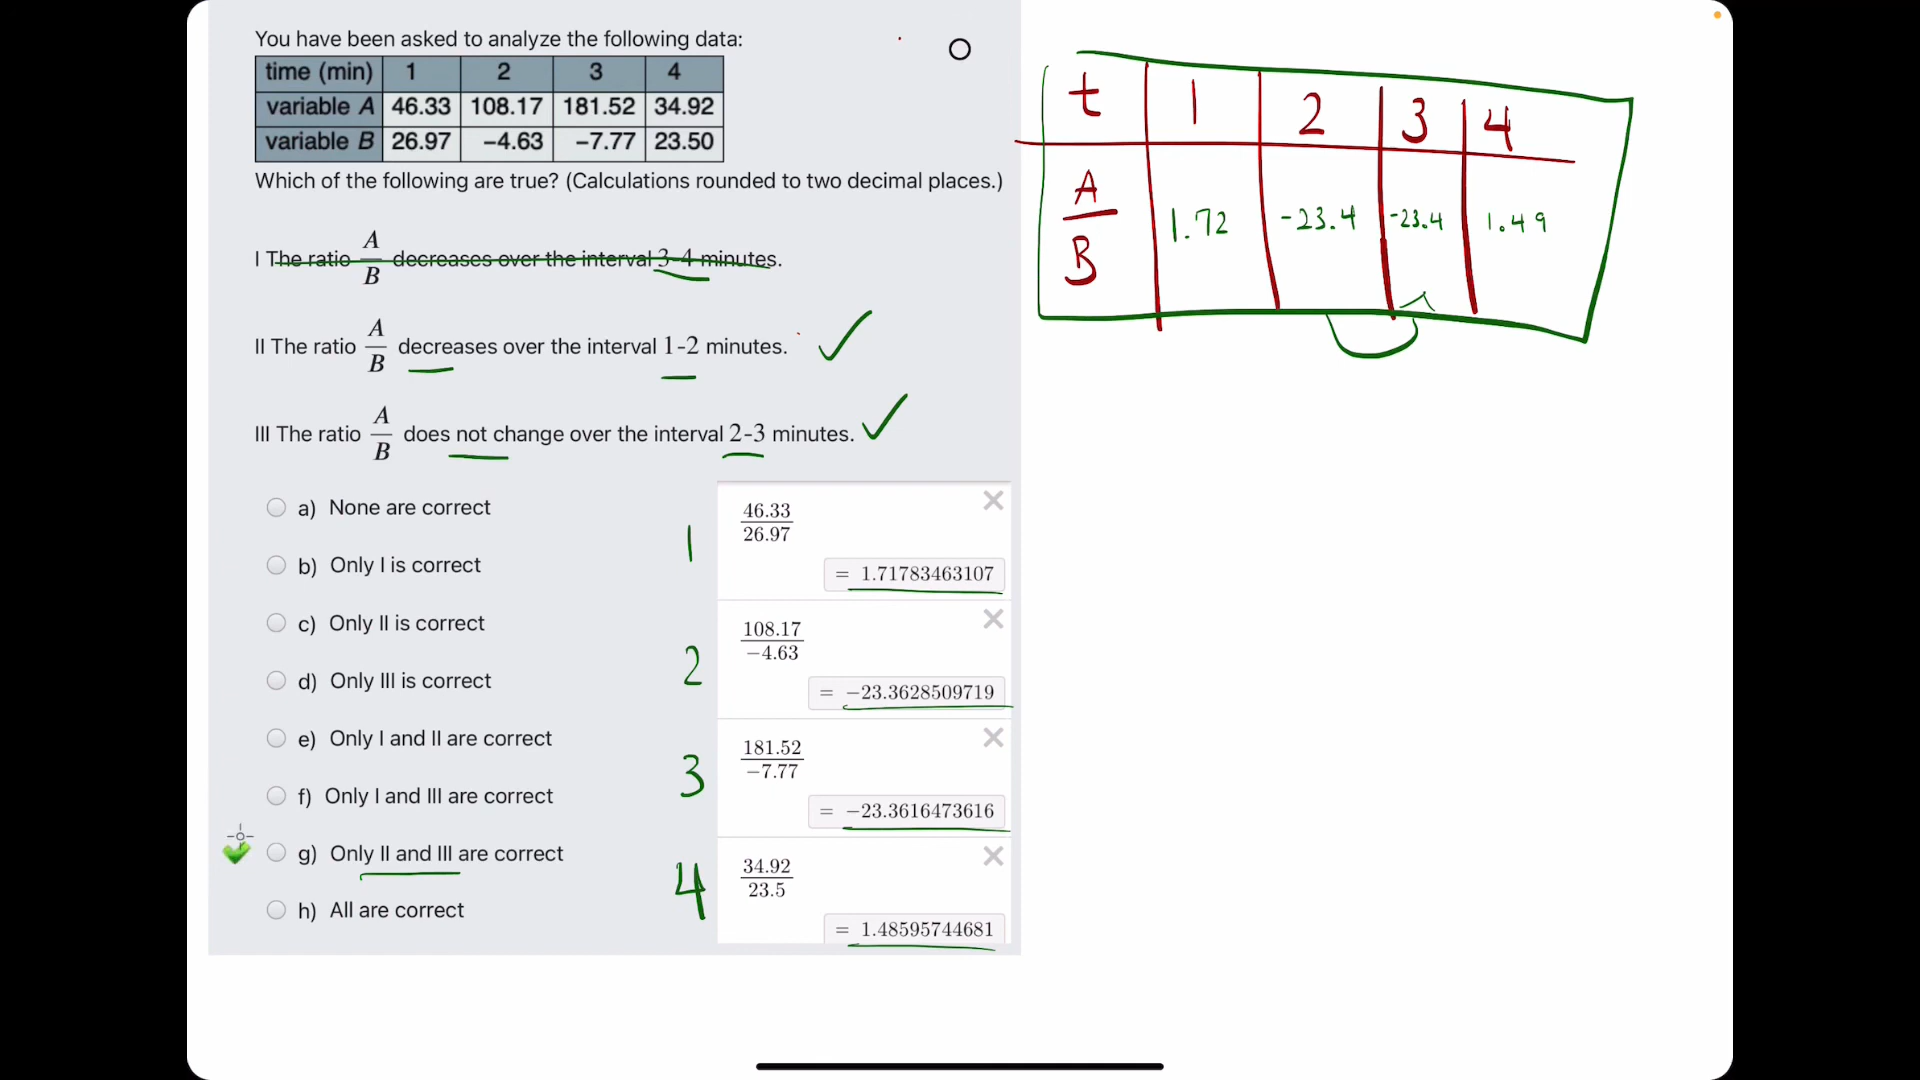 You have been asked to analyze the following data:
time (min) 1 2 3 4
variable A 46.33 108.17 181.52 34.92
variable B 26.97 −4.63 −7.77 23.50
Which of the following are true? (Calculations rounded to two decimal places.)
I The ratio A/B decreases over the interval 3-4 minutes.
II The ratio A/B decreases over the interval 1-2 minutes.
III The ratio A/B does not change over the interval 2-3 minutes.
a) None are correct
b) Only I is correct
c) Only II is correct
d) Only III is correct
e) Only I and II are correct
f) Only I and III are correct
g) Only II and III are correct
h) All are correct
1
46.33
26.97
= 1.71783463107
2
108.17
−4.63
= −23.3628509719
3
181.52
−7.77
= −23.3616473616
4
34.92
23.5
= 1.48595744681
t 1 2 3 4
A/B 1.72 -23.4 -23.4 1.49